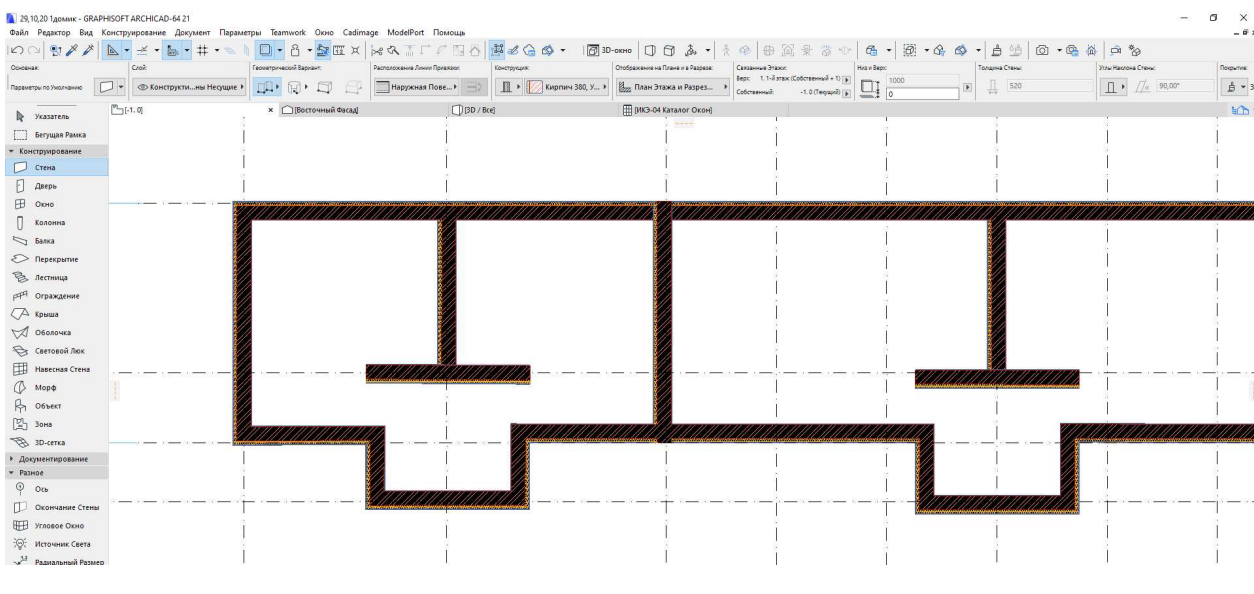 29,10,20 1домик - GRAPHISOFT ARCHICAD-64 21
Файл Редактор Вид Конструирование Документ Параметры Teamwork Окно Cadimage ModelPort Помощь
3D-окно
Основная: Слой: Геометрический Вариант: Расположение Линии Привязки: Конструкция: Отображение на Плане и в Разрезе: Связанные Этажи: Низ и Верх: Толщина Стены: Углы Наклона Стены: Покрытие:
Параметры по Умолчанию Конструкти...ны Несущие Наружная Пове... Кирпич 380, У... План Этажа и Разрез... Верх: 1. 1-й этаж (Собственный + 1) 1000 520 90,00°
Собственный: -1. 0 (Текущий) 0
[-1. 0] [Восточный Фасад] [3D / Все] [ИКЭ-04 Каталог Окон]
Указатель
Бегущая Рамка
Конструирование
Стена
Дверь
Окно
Колонна
Балка
Перекрытие
Лестница
Ограждение
Крыша
Оболочка
Световой Люк
Навесная Стена
Морф
Объект
Зона
3D-сетка
Документирование
Разное
Ось
Окончание Стены
Угловое Окно
Источник Света
Радиальный Размер